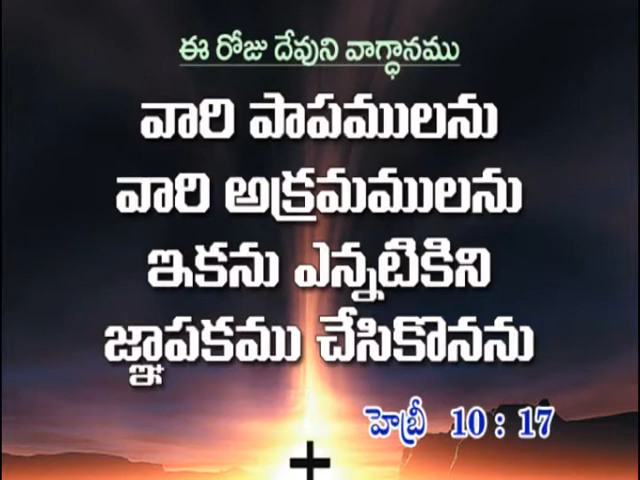 ఈ రోజు దేవుని వాగ్ధానము
వారి పాపములను
వారి అక్రమములను
ఇకను ఎన్నటికిని
జ్ఞాపకము చేసికొనను
హెబ్రీ 10 : 17